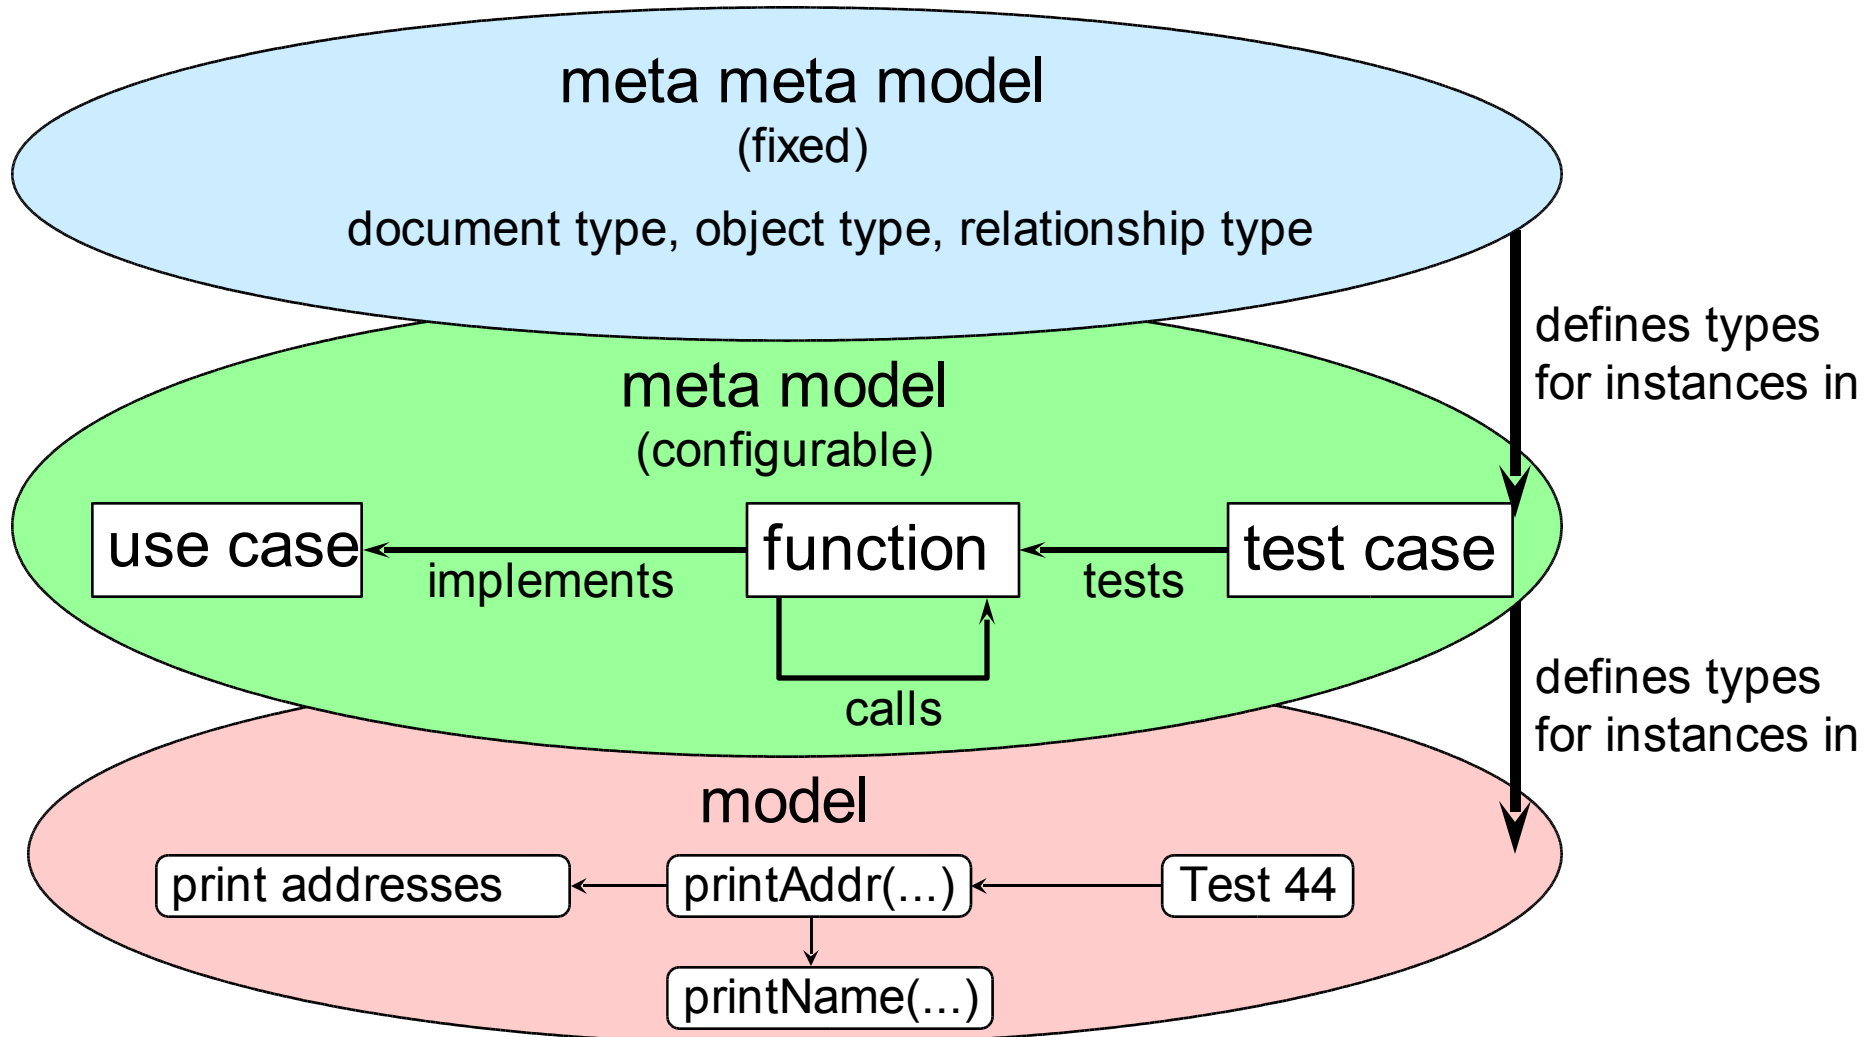 meta meta model
(fixed)
document type, object type, relationship type
defines types
for instances in
meta model
(configurable)
use case
implements
function
tests
test case
calls
defines types
for instances in
model
print addresses
printAddr(...)
Test 44
printName(...)